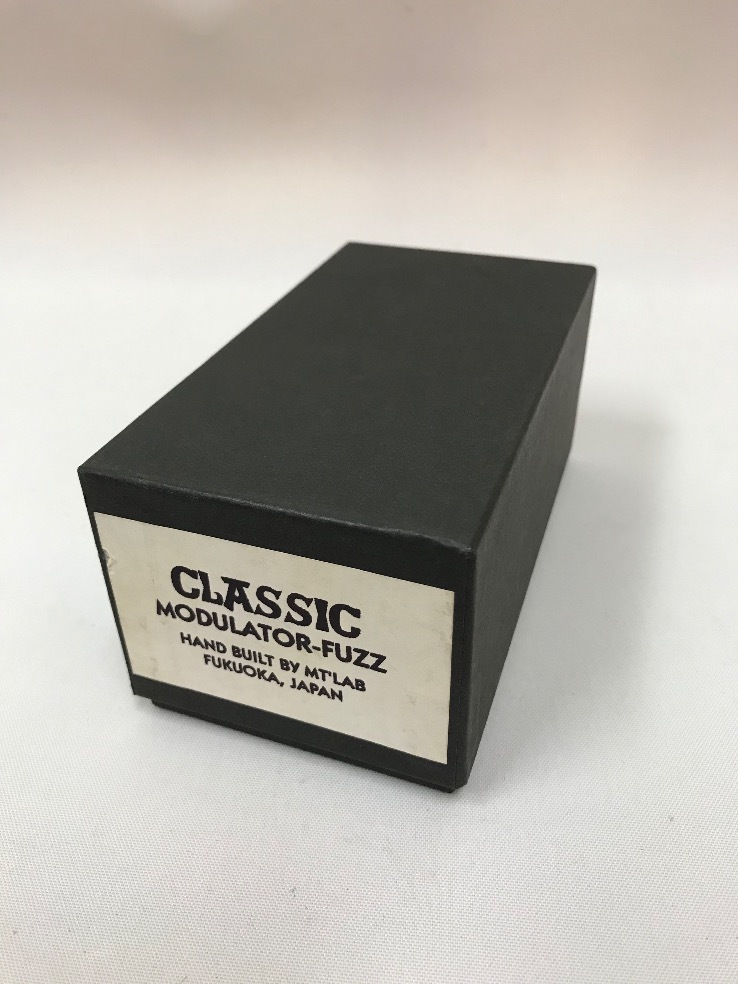 CLASSIC
MODULATOR-FUZZ
HAND BUILT BY MT'LAB
FUKUOKA, JAPAN